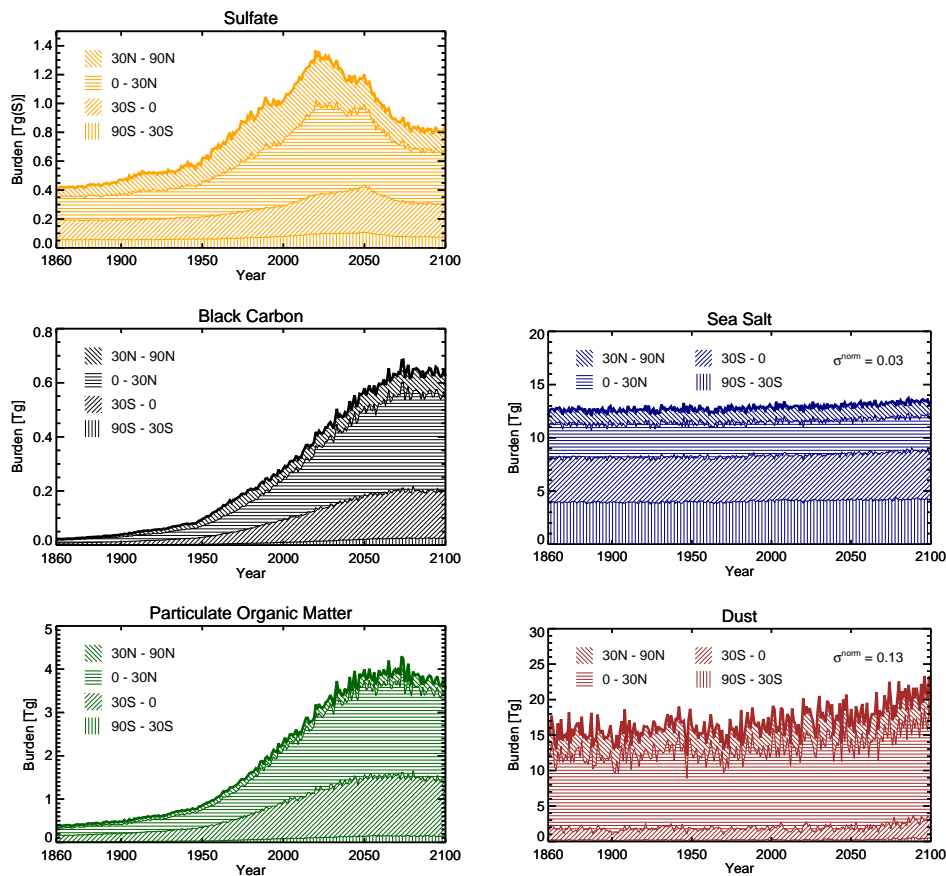 Sulfate
1.4
1.2
1.0
0.8
0.6
0.4
0.2
0.0
Burden [Tg(S)]
30N - 90N
0 - 30N
30S - 0
90S - 30S
1860 1900 1950 2000 2050 2100
Year
Black Carbon
0.8
0.6
0.4
0.2
0.0
Burden [Tg]
30N - 90N
0 - 30N
30S - 0
90S - 30S
1860 1900 1950 2000 2050 2100
Year
Sea Salt
20
15
10
5
0
Burden [Tg]
30N - 90N 30S - 0 σnorm = 0.03
0 - 30N 90S - 30S
1860 1900 1950 2000 2050 2100
Year
Particulate Organic Matter
5
4
3
2
1
0
Burden [Tg]
30N - 90N
0 - 30N
30S - 0
90S - 30S
1860 1900 1950 2000 2050 2100
Year
Dust
30
25
20
15
10
5
0
Burden [Tg]
30N - 90N 30S - 0 σnorm = 0.13
0 - 30N 90S - 30S
1860 1900 1950 2000 2050 2100
Year